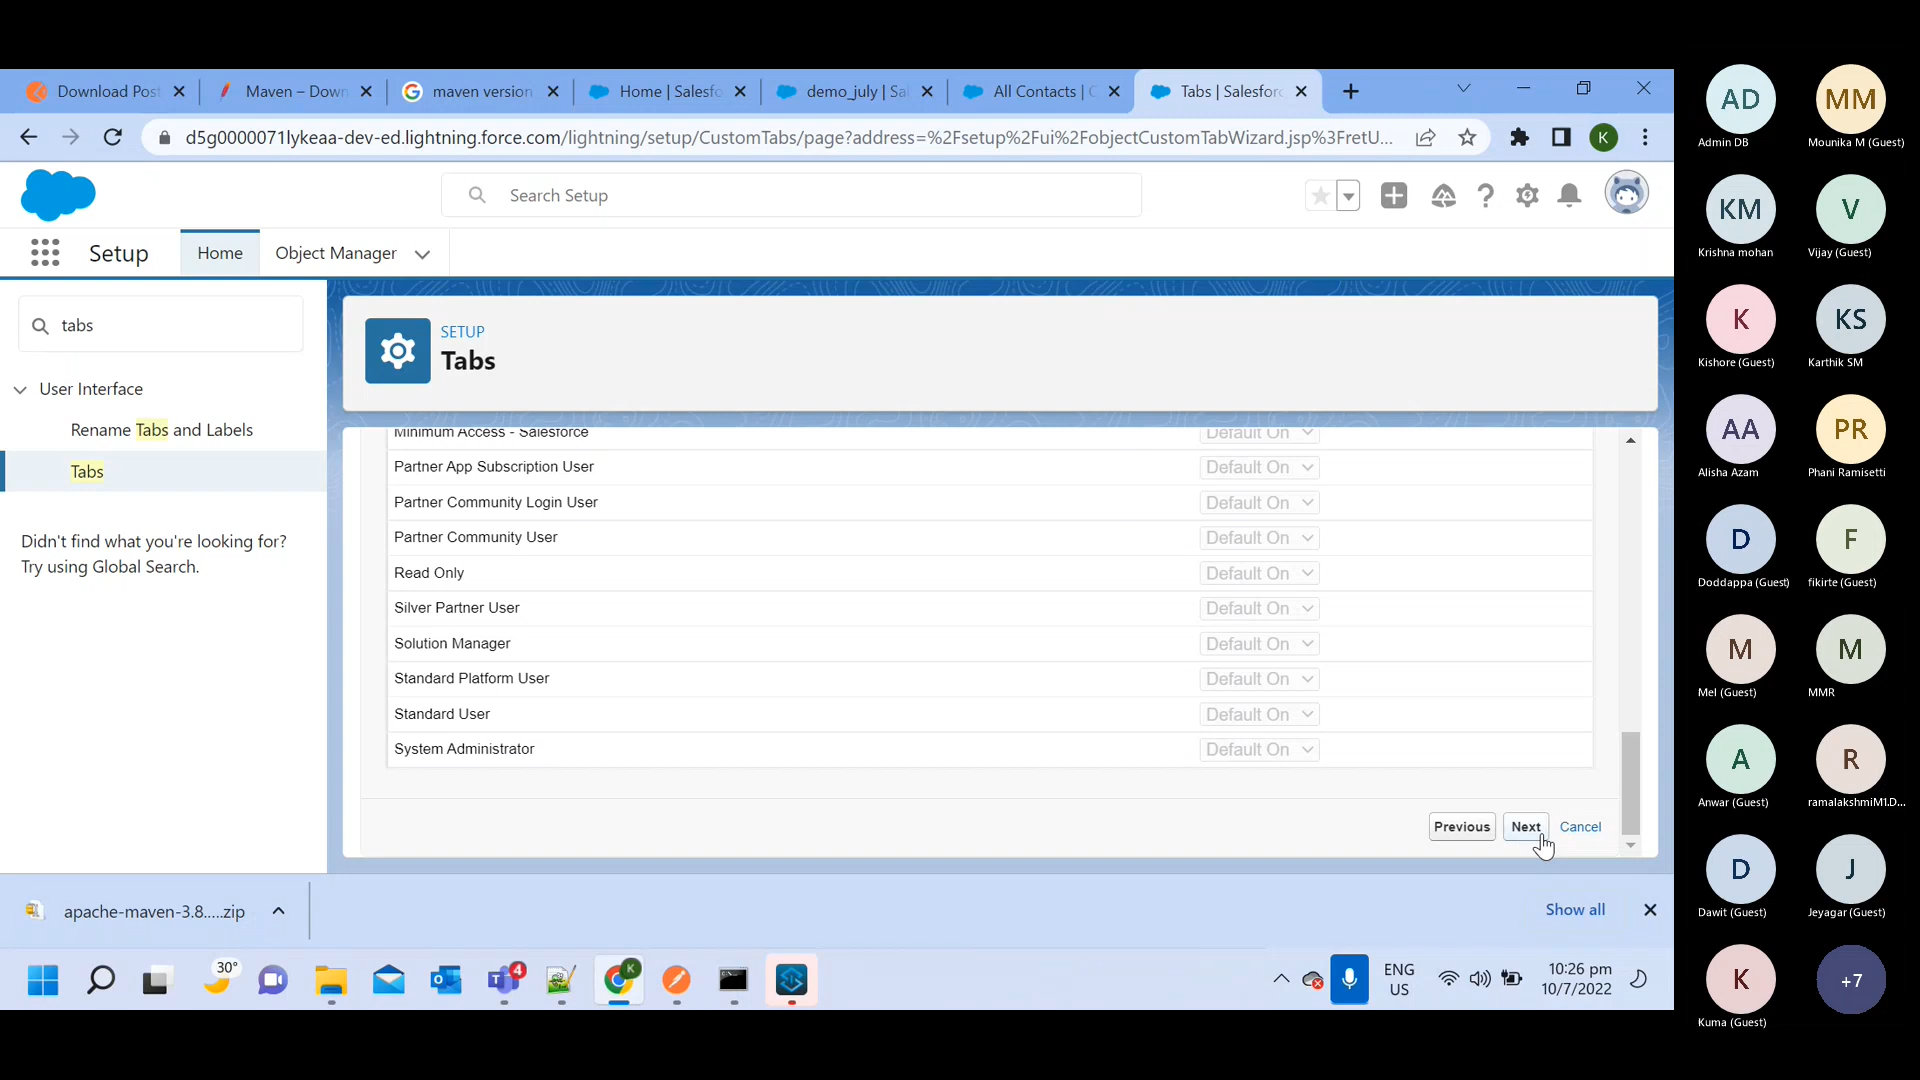 Download Post
Maven – Down
maven version
Home | Salesfo
demo_july | Sa
All Contacts | C
Tabs | Salesforc
d5g0000071lykeaa-dev-ed.lightning.force.com/lightning/setup/CustomTabs/page?address=%2Fsetup%2Fui%2FobjectCustomTabWizard.jsp%3FretU...
K
Search Setup
Setup
Home
Object Manager
tabs
User Interface
Rename Tabs and Labels
Tabs
Didn't find what you're looking for?
Try using Global Search.
SETUP
Tabs
Minimum Access - Salesforce Default On
Partner App Subscription User Default On
Partner Community Login User Default On
Partner Community User Default On
Read Only Default On
Silver Partner User Default On
Solution Manager Default On
Standard Platform User Default On
Standard User Default On
System Administrator Default On
Previous Next Cancel
apache-maven-3.8.....zip
Show all
30°
4
K
ENG
US
10:26 pm
10/7/2022
AD
Admin DB
MM
Mounika M (Guest)
KM
Krishna mohan
V
Vijay (Guest)
K
Kishore (Guest)
KS
Karthik SM
AA
Alisha Azam
PR
Phani Ramisetti
D
Doddappa (Guest)
F
fikirte (Guest)
M
Mel (Guest)
M
MMR
A
Anwar (Guest)
R
ramalakshmiM1.D...
D
Dawit (Guest)
J
Jeyagar (Guest)
K
Kuma (Guest)
+7